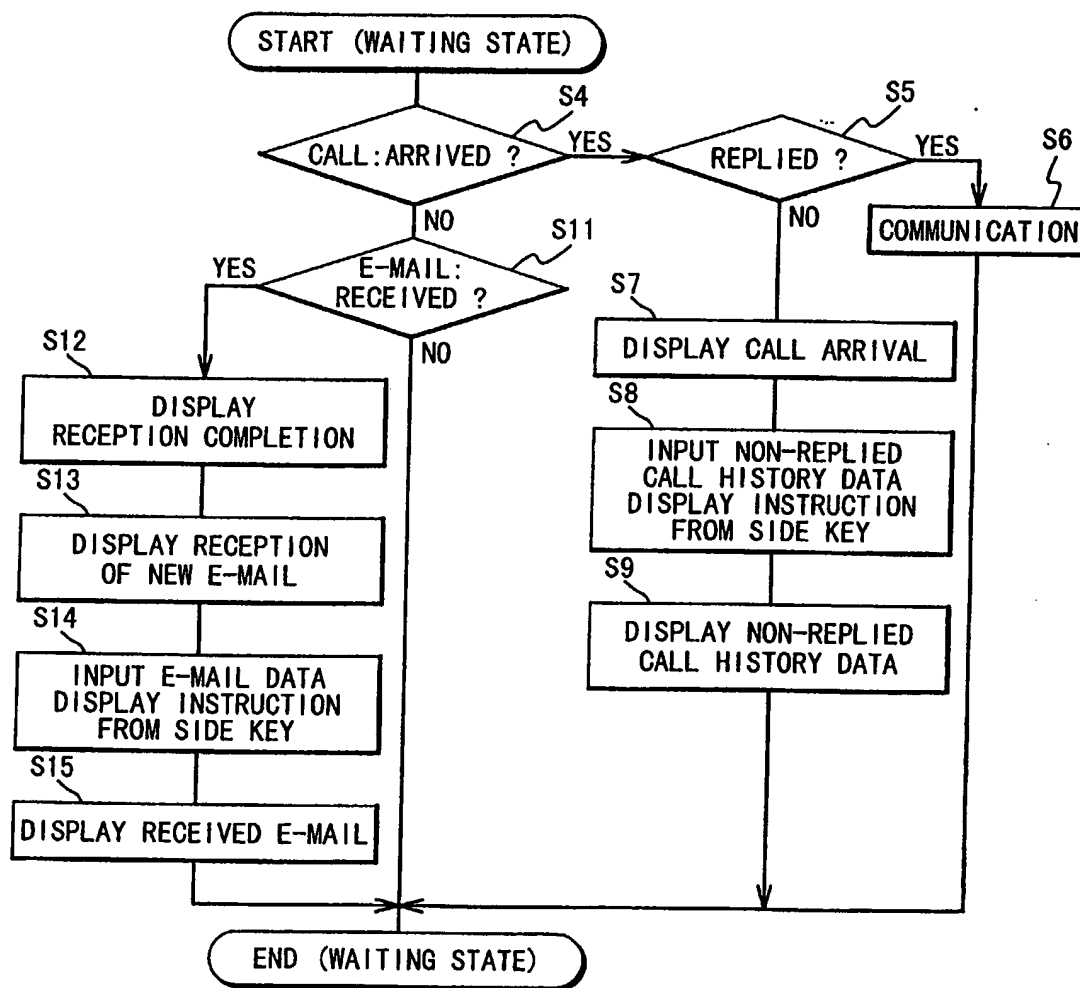 START (WAITING STATE)
S4
CALL:ARRIVED ?
YES
NO
S5
REPLIED ?
YES
NO
S6
COMMUNICATION
S11
E-MAIL:
RECEIVED ?
YES
NO
S7
DISPLAY CALL ARRIVAL
S8
INPUT NON-REPLIED
CALL HISTORY DATA
DISPLAY INSTRUCTION
FROM SIDE KEY
S9
DISPLAY NON-REPLIED
CALL HISTORY DATA
S12
DISPLAY
RECEPTION COMPLETION
S13
DISPLAY RECEPTION
OF NEW E-MAIL
S14
INPUT E-MAIL DATA
DISPLAY INSTRUCTION
FROM SIDE KEY
S15
DISPLAY RECEIVED E-MAIL
END (WAITING STATE)